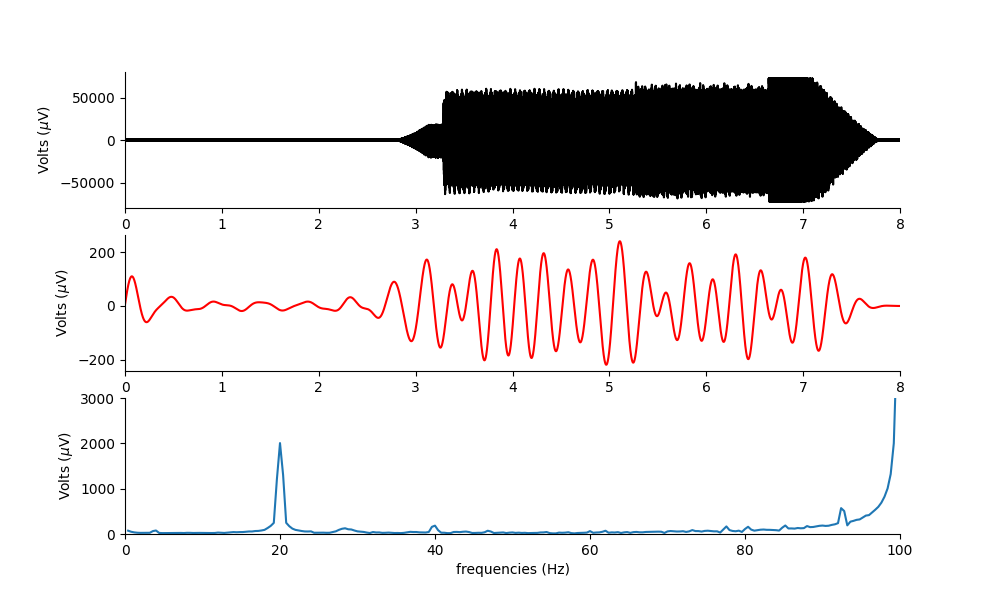 Volts (μV)
50000
0
−50000
0 1 2 3 4 5 6 7 8
Volts (μV)
200
0
−200
0 1 2 3 4 5 6 7 8
Volts (μV)
3000
2000
1000
0
0 20 40 60 80 100
frequencies (Hz)